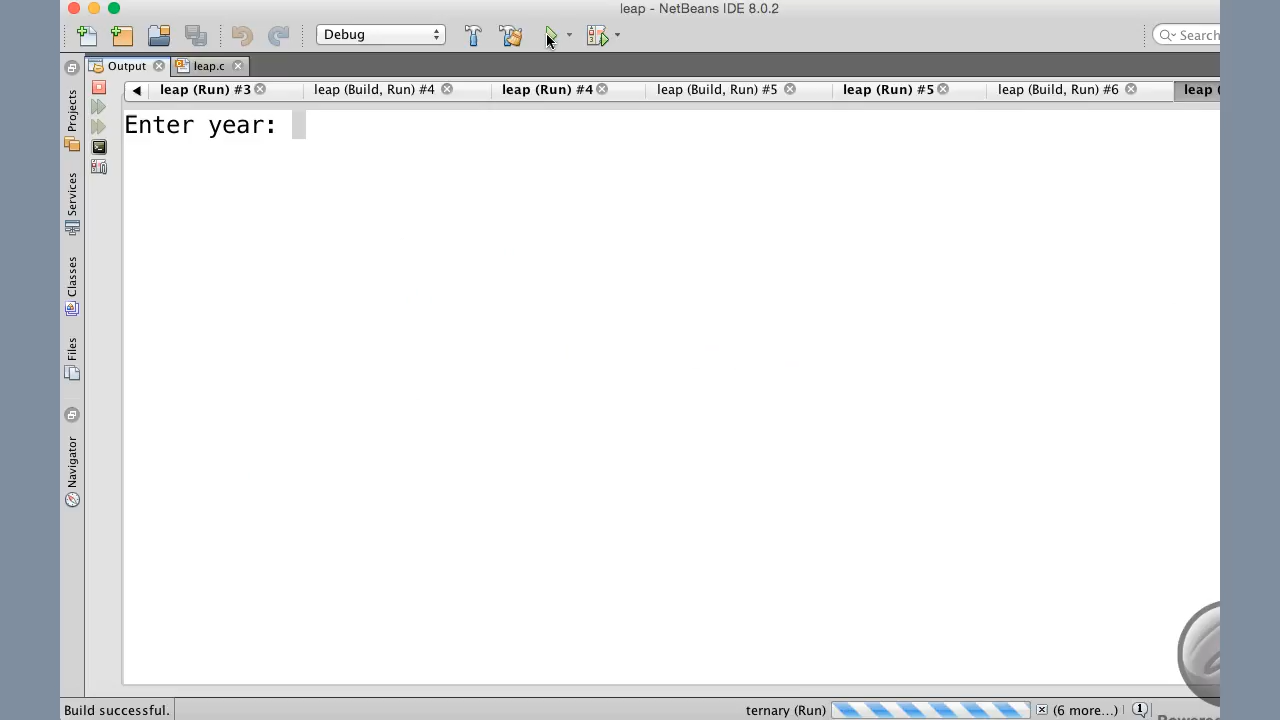 leap - NetBeans IDE 8.0.2
Debug
Search
Output
leap.c
leap (Run) #3
leap (Build, Run) #4
leap (Run) #4
leap (Build, Run) #5
leap (Run) #5
leap (Build, Run) #6
leap (
Projects
Services
Classes
Files
Navigator
Enter year:
Build successful.
ternary (Run)
(6 more...)